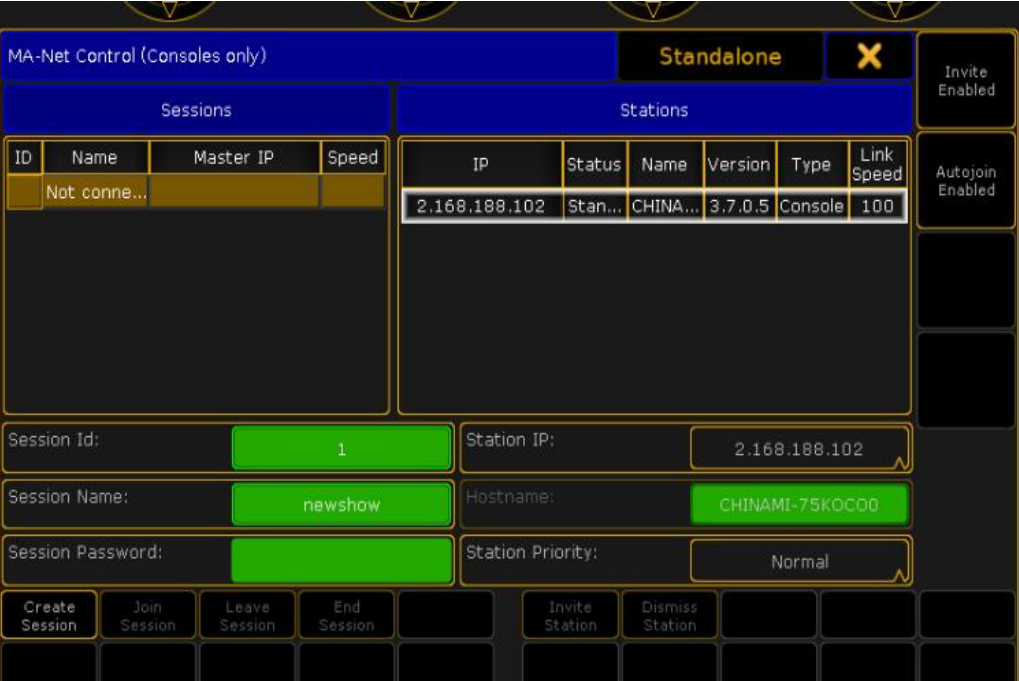 MA-Net Control (Consoles only)
Standalone
Invite
Enabled
Sessions
Stations
ID Name Master IP Speed
IP Status Name Version Type Link Speed
Autojoin
Enabled
Not conne...
2.168.188.102 Stan... CHINA... 3.7.0.5 Console 100
Session Id: 1
Station IP: 2.168.188.102
Session Name: newshow
Hostname: CHINAMI-75KOCO0
Session Password:
Station Priority: Normal
Create
Session
Join
Session
Leave
Session
End
Session
Invite
Station
Dismiss
Station